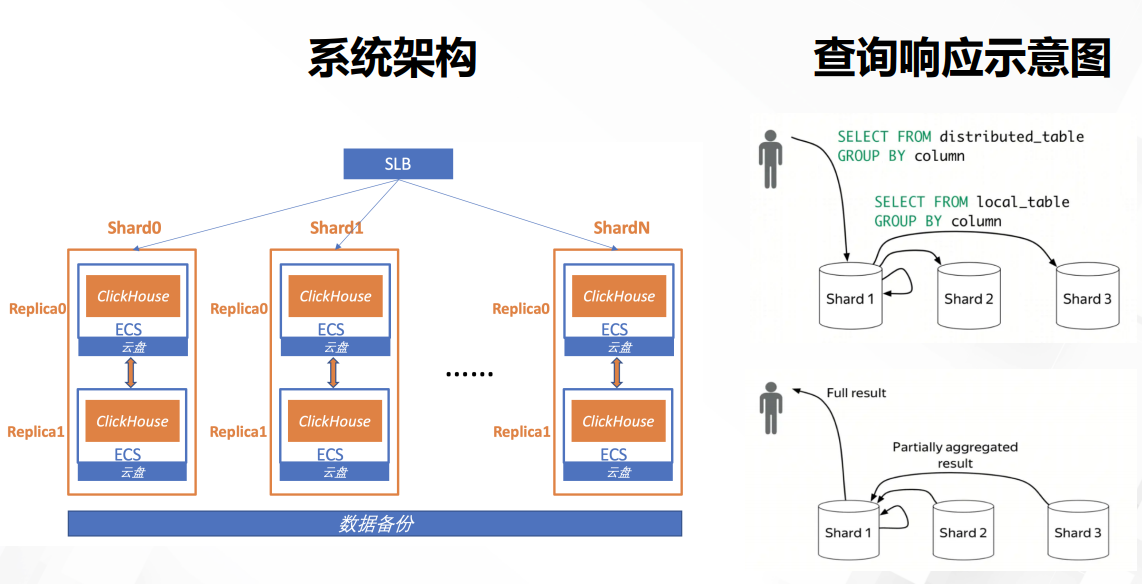 系统架构
SLB
Shard0
Shard1
ShardN
Replica0
ClickHouse
ECS
云盘
Replica0
ClickHouse
ECS
云盘
Replica0
ClickHouse
ECS
云盘
......
Replica1
ClickHouse
ECS
云盘
Replica1
ClickHouse
ECS
云盘
Replica1
ClickHouse
ECS
云盘
数据备份
查询响应示意图
SELECT FROM distributed_table
GROUP BY column
SELECT FROM local_table
GROUP BY column
Shard 1
Shard 2
Shard 3
Full result
Partially aggregated
result
Shard 1
Shard 2
Shard 3